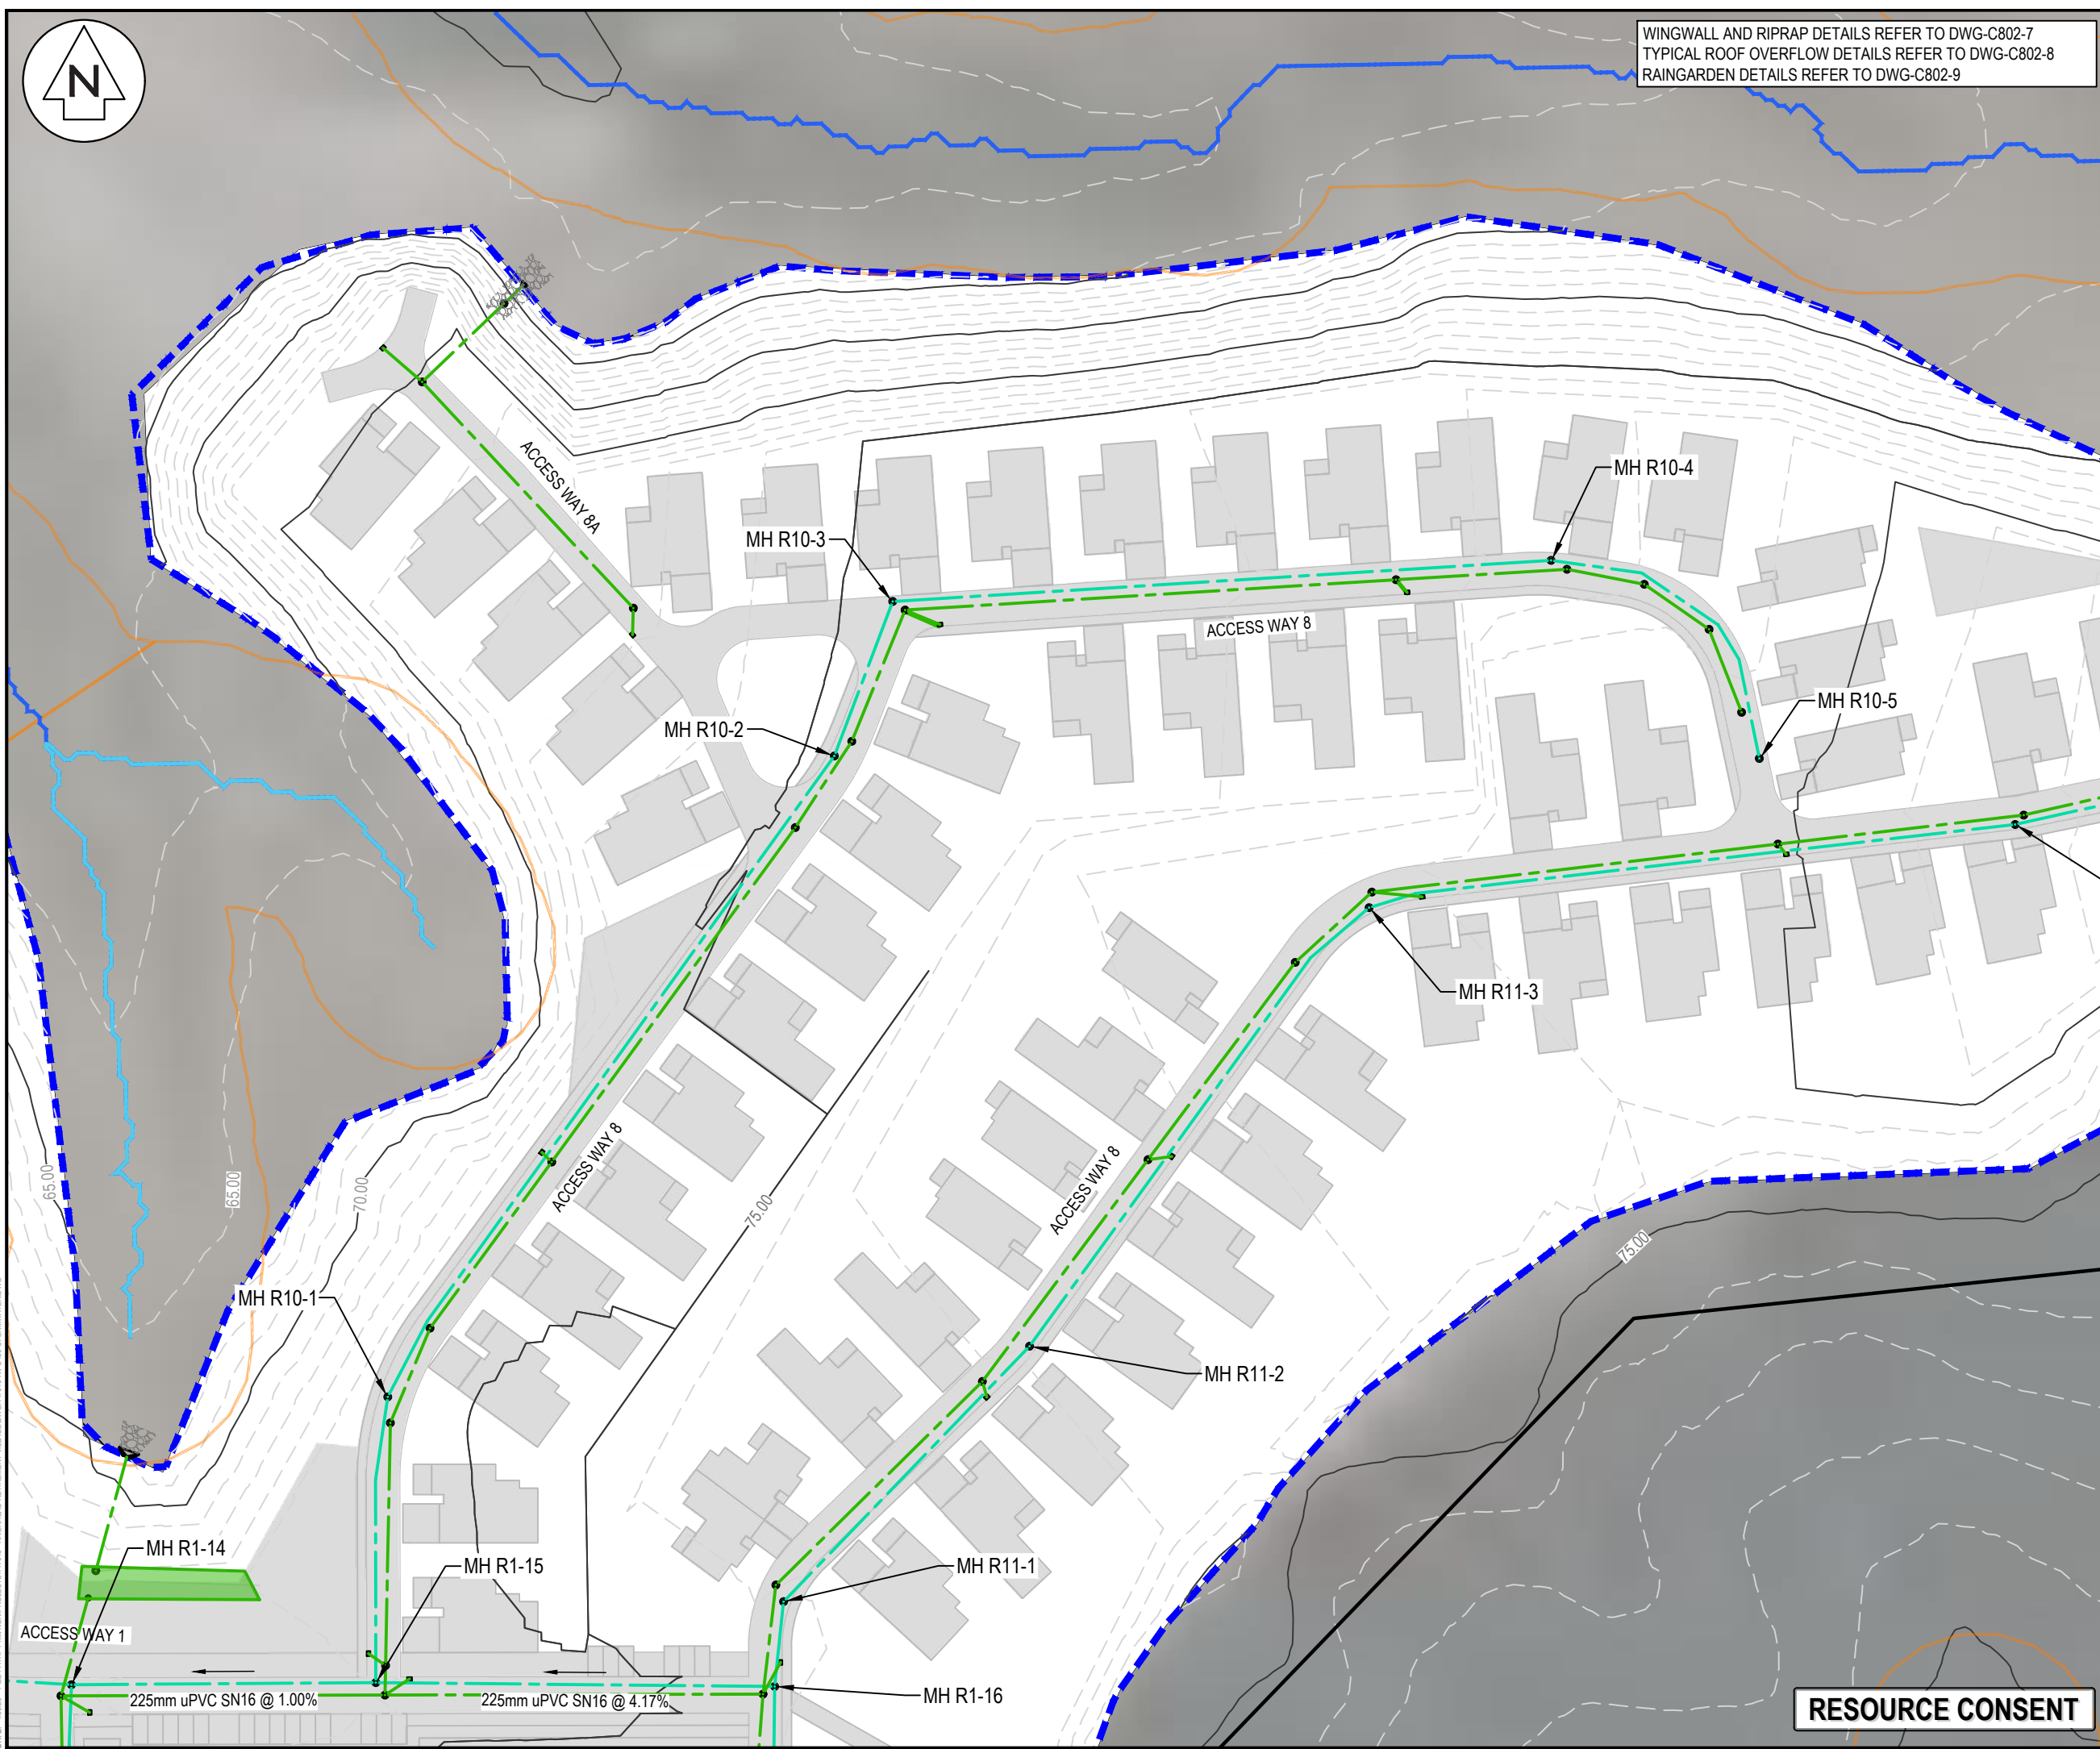 N
WINGWALL AND RIPRAP DETAILS REFER TO DWG-C802-7
TYPICAL ROOF OVERFLOW DETAILS REFER TO DWG-C802-8
RAINGARDEN DETAILS REFER TO DWG-C802-9
MH R10-4
ACCESS WAY 8A
MH R10-3
ACCESS WAY 8
MH R10-5
MH R10-2
MH R11-3
ACCESS WAY 8
ACCESS WAY 8
65.00
65.00
70.00
75.00
75.00
MH R10-1
MH R11-2
MH R1-14
MH R1-15
MH R11-1
ACCESS WAY 1
MH R1-16
225mm uPVC SN16 @ 1.00%
225mm uPVC SN16 @ 4.17%
RESOURCE CONSENT